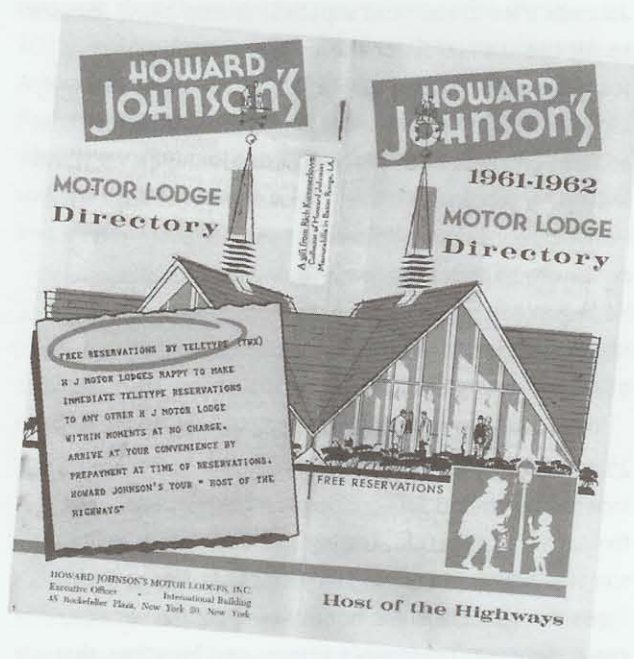 HOWARD
JOHNSON'S
MOTOR LODGE
Directory
A gift from Rich Kummerlowe
Collector of Howard Johnson
Memorabilia in Baton Rouge, LA
FREE RESERVATIONS BY TELETYPE (TWX)
H J MOTOR LODGES HAPPY TO MAKE
IMMEDIATE TELETYPE RESERVATIONS
TO ANY OTHER H J MOTOR LODGE
WITHIN MOMENTS AT NO CHARGE.
ARRIVE AT YOUR CONVENIENCE BY
PREPAYMENT AT TIME OF RESERVATIONS.
HOWARD JOHNSON'S YOUR " HOST OF THE
HIGHWAYS"
HOWARD JOHNSON'S MOTOR LODGES, INC.
Executive Offices · International Building
45 Rockefeller Plaza, New York 20, New York
HOWARD
JOHNSON'S
1961-1962
MOTOR LODGE
Directory
FREE RESERVATIONS
Host of the Highways